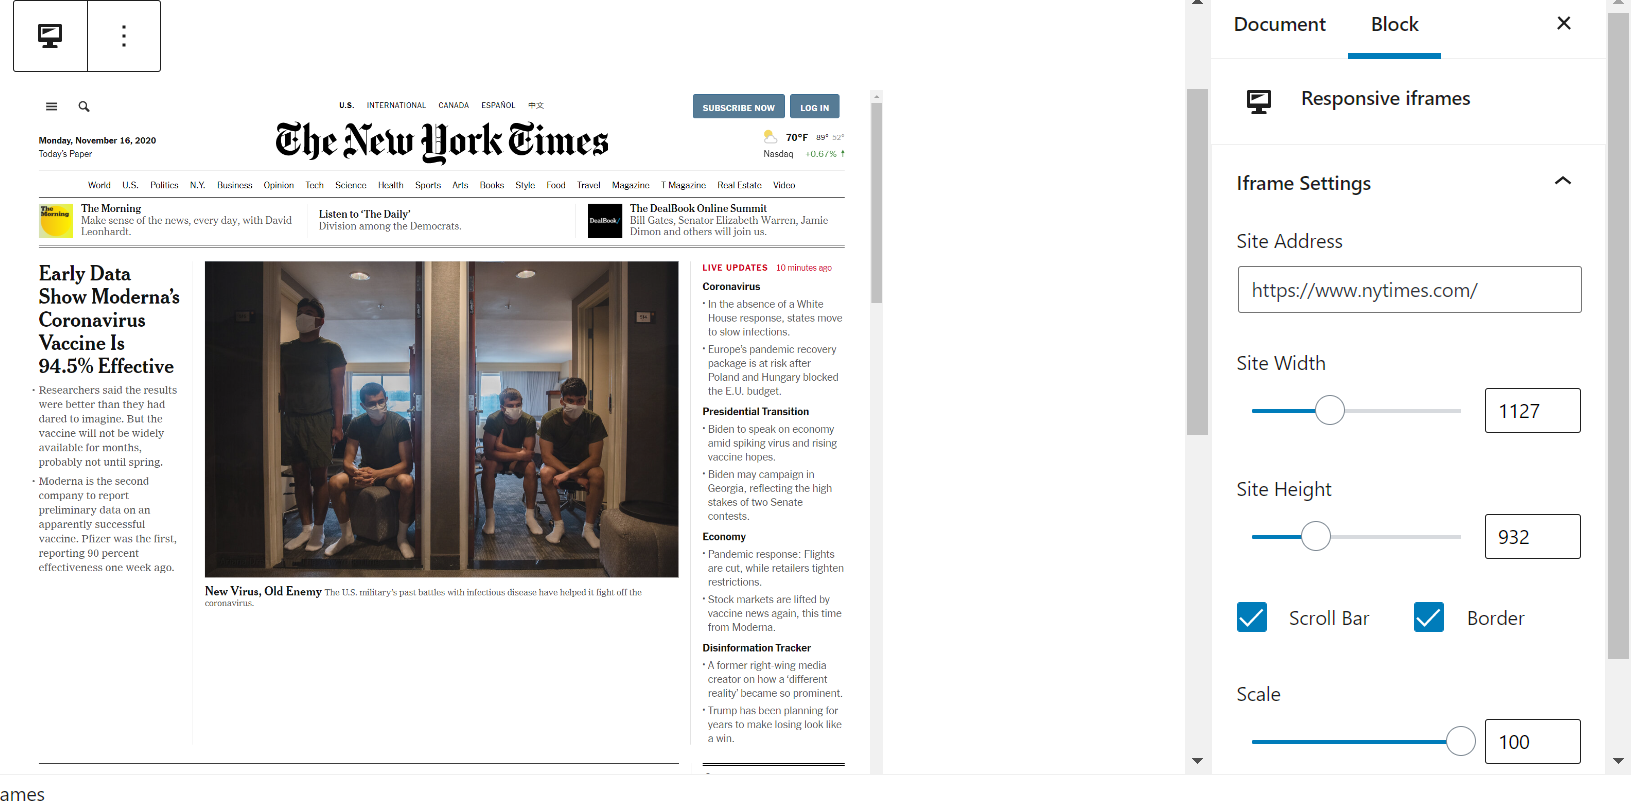 U.S. INTERNATIONAL CANADA ESPAÑOL 中文
SUBSCRIBE NOW LOG IN
Monday, November 16, 2020
Today's Paper
The New York Times
70°F 89° 52°
Nasdaq +0.67% ↑
World U.S. Politics N.Y. Business Opinion Tech Science Health Sports Arts Books Style Food Travel Magazine T Magazine Real Estate Video
The Morning
The Morning
Make sense of the news, every day, with David
Leonhardt.
Listen to ‘The Daily’
Division among the Democrats.
DealBook/
The DealBook Online Summit
Bill Gates, Senator Elizabeth Warren, Jamie
Dimon and others will join us.
Early Data
Show Moderna’s
Coronavirus
Vaccine Is
94.5% Effective
• Researchers said the results
were better than they had
dared to imagine. But the
vaccine will not be widely
available for months,
probably not until spring.
• Moderna is the second
company to report
preliminary data on an
apparently successful
vaccine. Pfizer was the first,
reporting 90 percent
effectiveness one week ago.
New Virus, Old Enemy The U.S. military’s past battles with infectious disease have helped it fight off the
coronavirus.
LIVE UPDATES 10 minutes ago
Coronavirus
• In the absence of a White
House response, states move
to slow infections.
• Europe’s pandemic recovery
package is at risk after
Poland and Hungary blocked
the E.U. budget.
Presidential Transition
• Biden to speak on economy
amid spiking virus and rising
vaccine hopes.
• Biden may campaign in
Georgia, reflecting the high
stakes of two Senate
contests.
Economy
• Pandemic response: Flights
are cut, while retailers tighten
restrictions.
• Stock markets are lifted by
vaccine news again, this time
from Moderna.
Disinformation Tracker
• A former right-wing media
creator on how a ‘different
reality’ became so prominent.
• Trump has been planning for
years to make losing look like
a win.
Document Block
Responsive iframes
Iframe Settings
Site Address
https://www.nytimes.com/
Site Width
1127
Site Height
932
Scroll Bar Border
Scale
100
ames